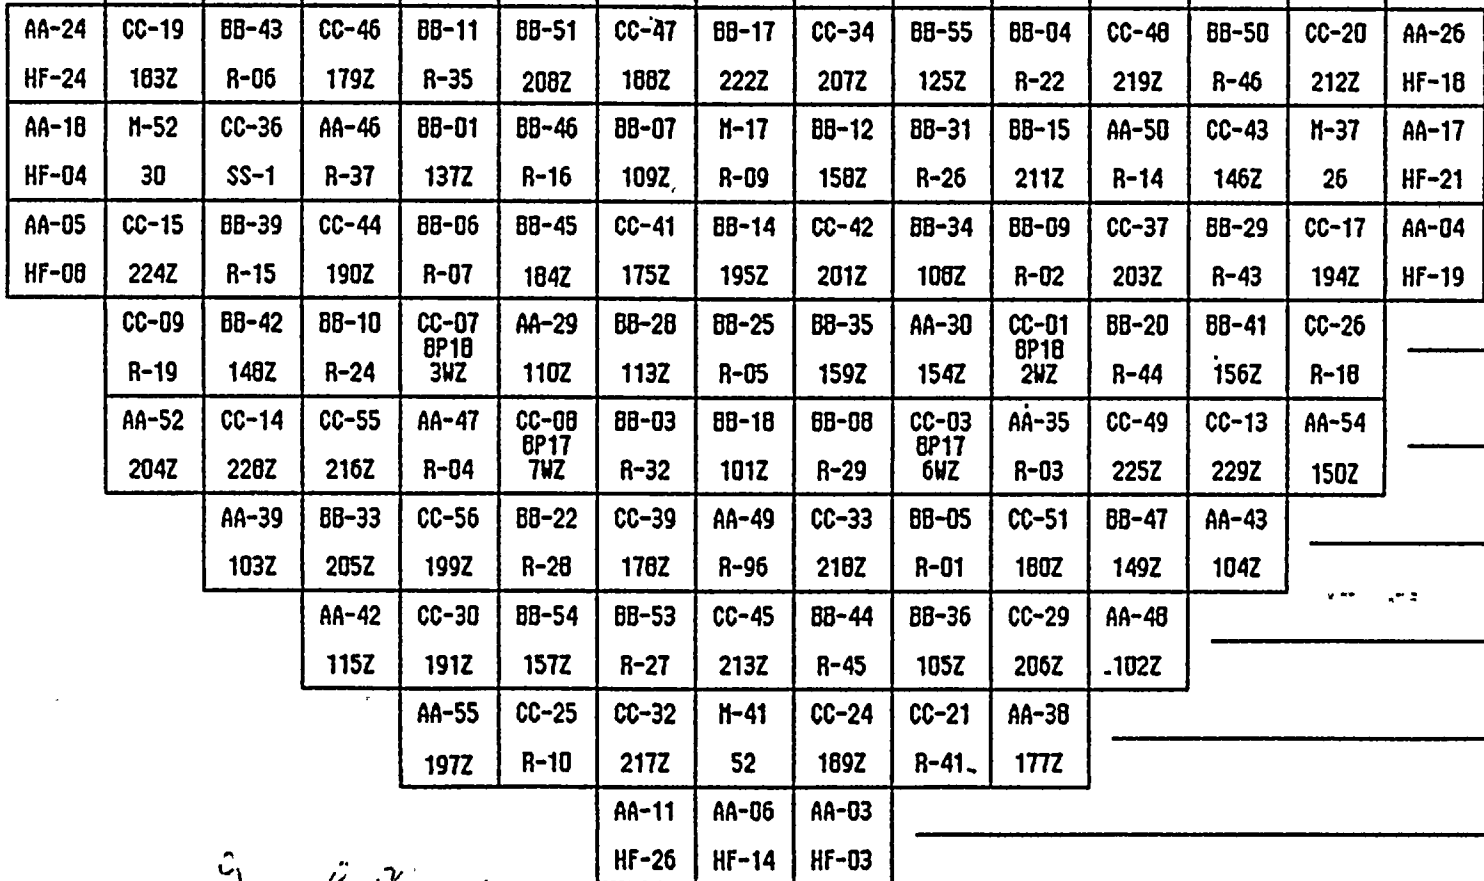 AA-24 CC-19 BB-43 CC-46 BB-11 BB-51 CC-47 BB-17 CC-34 BB-55 BB-04 CC-48 BB-50 CC-20 AA-26
HF-24 183Z R-06 179Z R-35 208Z 188Z 222Z 207Z 125Z R-22 219Z R-46 212Z HF-18
AA-18 M-52 CC-36 AA-46 BB-01 BB-46 BB-07 M-17 BB-12 BB-31 BB-15 AA-50 CC-43 M-37 AA-17
HF-04 30 SS-1 R-37 137Z R-16 109Z R-09 158Z R-26 211Z R-14 146Z 26 HF-21
AA-05 CC-15 BB-39 CC-44 BB-06 BB-45 CC-41 BB-14 CC-42 BB-34 BB-09 CC-37 BB-29 CC-17 AA-04
HF-08 224Z R-15 190Z R-07 184Z 175Z 195Z 201Z 108Z R-02 203Z R-43 194Z HF-19
CC-09 BB-42 BB-10 CC-07 AA-29 BB-28 BB-25 BB-35 AA-30 CC-01 BB-20 BB-41 CC-26
BP18 BP18
R-19 148Z R-24 3WZ 110Z 113Z R-05 159Z 154Z 2WZ R-44 156Z R-18
AA-52 CC-14 CC-55 AA-47 CC-08 BB-03 BB-18 BB-08 CC-03 AA-35 CC-49 CC-13 AA-54
BP17 BP17
204Z 228Z 216Z R-04 7WZ R-32 101Z R-29 6WZ R-03 225Z 229Z 150Z
AA-39 BB-33 CC-56 BB-22 CC-39 AA-49 CC-33 BB-05 CC-51 BB-47 AA-43
103Z 205Z 199Z R-28 178Z R-96 218Z R-01 180Z 149Z 104Z
AA-42 CC-30 BB-54 BB-53 CC-45 BB-44 BB-36 CC-29 AA-48
115Z 191Z 157Z R-27 213Z R-45 105Z 206Z 102Z
AA-55 CC-25 CC-32 M-41 CC-24 CC-21 AA-38
197Z R-10 217Z 52 189Z R-41 177Z
AA-11 AA-06 AA-03
HF-26 HF-14 HF-03